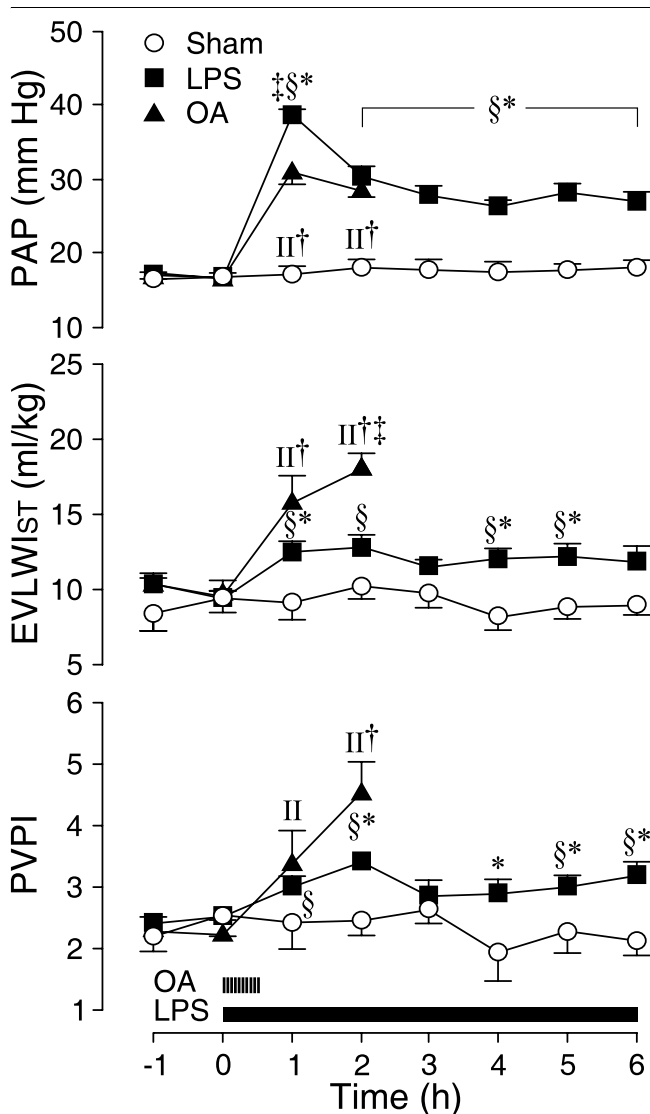 50
Sham
LPS
‡§*
OA
40
§*
30
II† II†
20
10
PAP (mm Hg)
25
20
II† II†‡
15
§* § §* §*
10
5
EVLWIST (ml/kg)
6
5
II†
4
II
§* * §* §*
3
§
2
OA
LPS
1
PVPI
-1 0 1 2 3 4 5 6
Time (h)